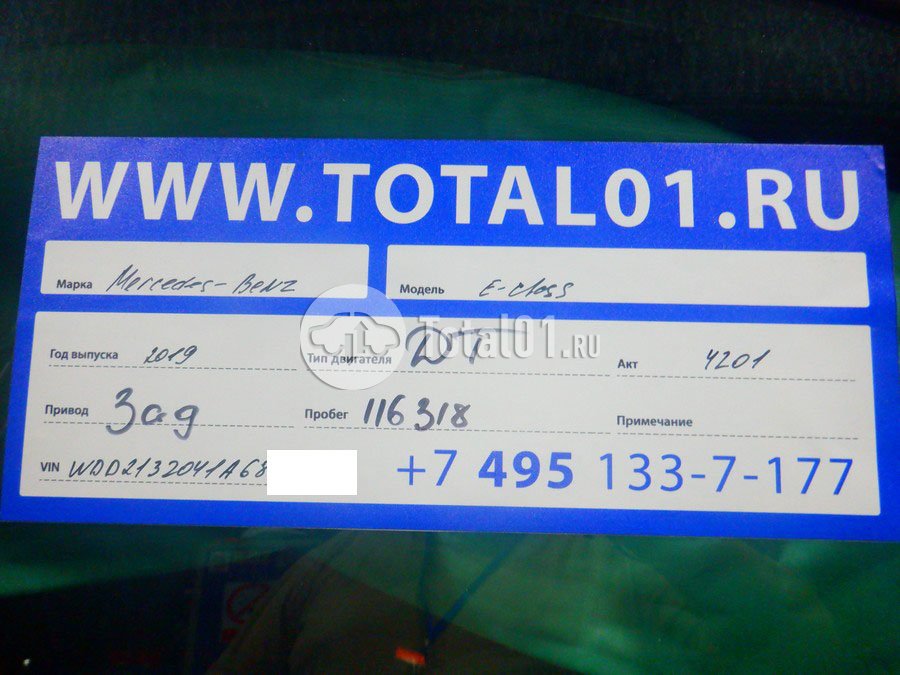 WWW.TOTAL01.RU
Марка Mercedes-Benz Модель E-class
Total01.RU
Год выпуска 2019 Тип двигателя DT Акт 4201
Привод Зад Пробег 116318 Примечание
VIN WDD2132041A68 +7 495 133-7-177